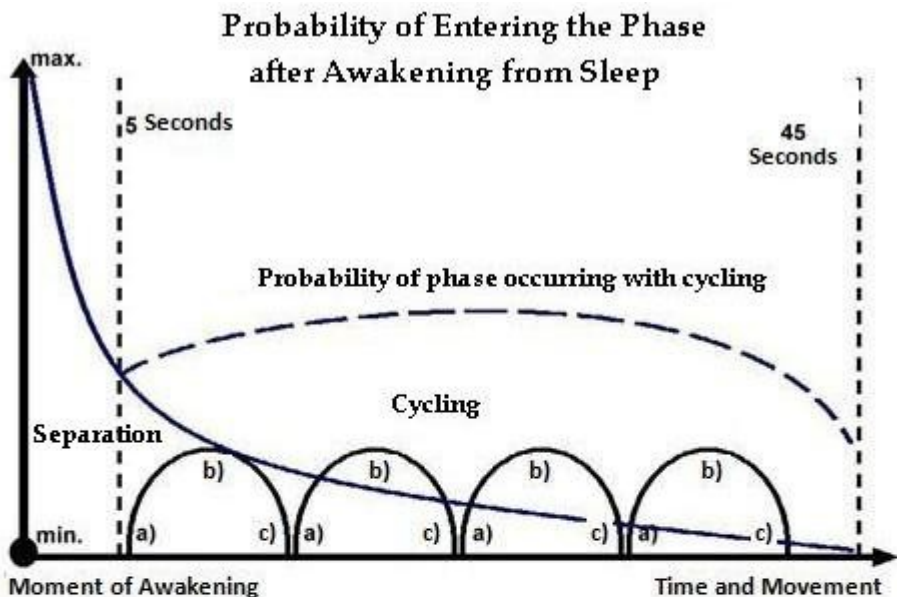 Probability of Entering the Phase
after Awakening from Sleep
max.
5 Seconds
45
Seconds
Probability of phase occurring with cycling
Cycling
Separation
b) b) b) b)
min. a) c) a) c) a) c) a) c)
Moment of Awakening
Time and Movement